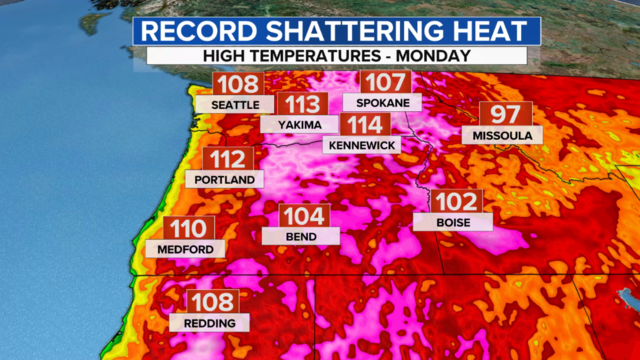 RECORD SHATTERING HEAT
HIGH TEMPERATURES - MONDAY
108
SEATTLE
107
SPOKANE
113
YAKIMA
114
KENNEWICK
97
MISSOULA
112
PORTLAND
102
BOISE
104
BEND
110
MEDFORD
108
REDDING